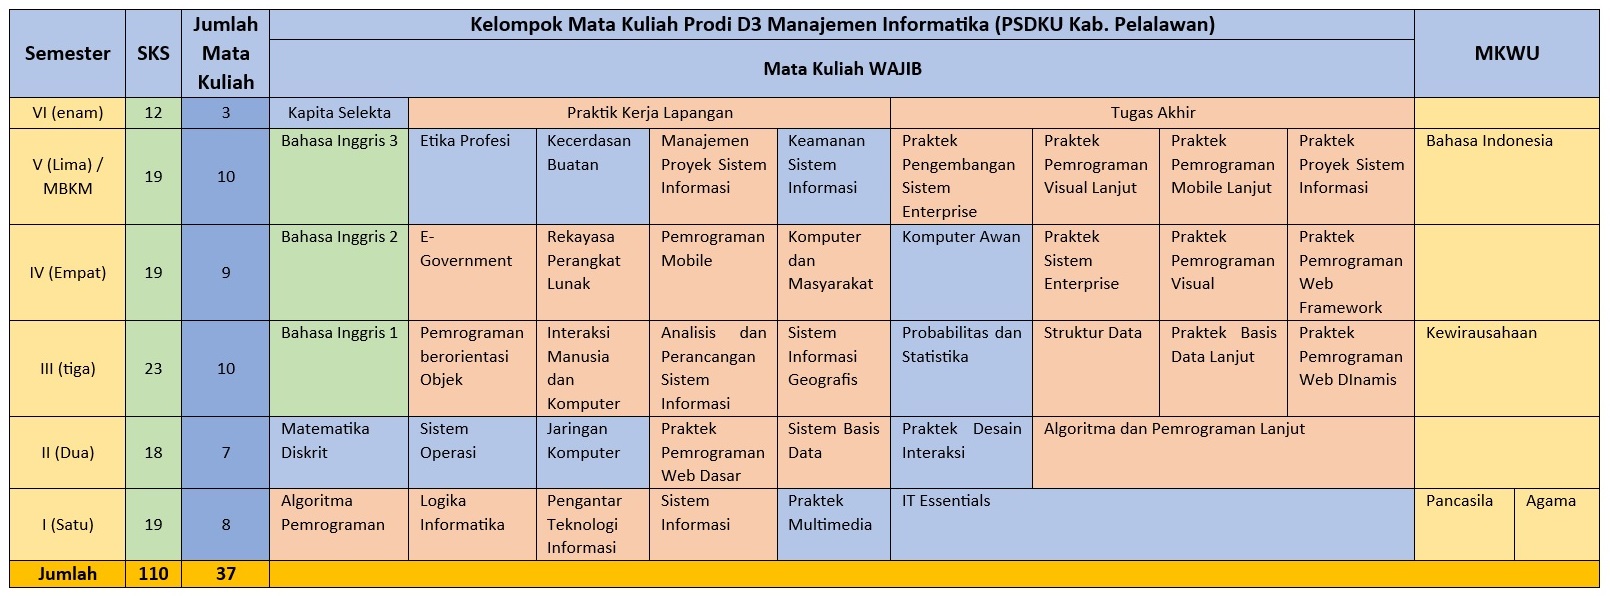 Semester
SKS
Jumlah
Mata
Kuliah
Kelompok Mata Kuliah Prodi D3 Manajemen Informatika (PSDKU Kab. Pelalawan)
Mata Kuliah WAJIB
MKWU
VI (enam)
12
3
Kapita Selekta
Praktik Kerja Lapangan
Tugas Akhir
V (Lima) /
MBKM
19
10
Bahasa Inggris 3
Etika Profesi
Kecerdasan
Buatan
Manajemen
Proyek Sistem
Informasi
Keamanan
Sistem
Informasi
Praktek
Pengembangan
Sistem
Enterprise
Praktek
Pemrograman
Visual Lanjut
Praktek
Pemrograman
Mobile Lanjut
Praktek
Proyek Sistem
Informasi
Bahasa Indonesia
IV (Empat)
19
9
Bahasa Inggris 2
E-
Government
Rekayasa
Perangkat
Lunak
Pemrograman
Mobile
Komputer
dan
Masyarakat
Komputer Awan
Praktek
Sistem
Enterprise
Praktek
Pemrograman
Visual
Praktek
Pemrograman
Web
Framework
III (tiga)
23
10
Bahasa Inggris 1
Pemrograman
berorientasi
Objek
Interaksi
Manusia
dan
Komputer
Analisis dan
Perancangan
Sistem
Informasi
Sistem
Informasi
Geografis
Probabilitas dan
Statistika
Struktur Data
Praktek Basis
Data Lanjut
Praktek
Pemrograman
Web DInamis
Kewirausahaan
II (Dua)
18
7
Matematika
Diskrit
Sistem
Operasi
Jaringan
Komputer
Praktek
Pemrograman
Web Dasar
Sistem Basis
Data
Praktek Desain
Interaksi
Algoritma dan Pemrograman Lanjut
I (Satu)
19
8
Algoritma
Pemrograman
Logika
Informatika
Pengantar
Teknologi
Informasi
Sistem
Informasi
Praktek
Multimedia
IT Essentials
Pancasila
Agama
Jumlah
110
37